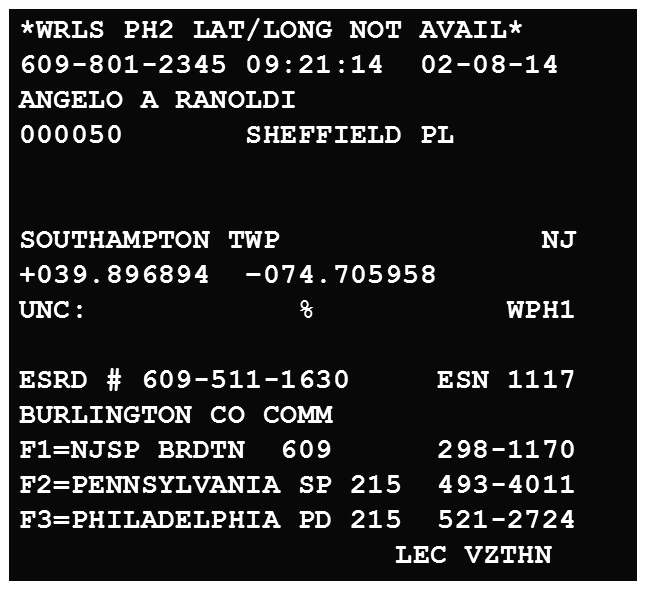 *WRLS PH2 LAT/LONG NOT AVAIL*
609-801-2345 09:21:14 02-08-14
ANGELO A RANOLDI
000050 SHEFFIELD PL
SOUTHAMPTON TWP NJ
+039.896894 -074.705958
UNC: % WPH1
ESRD # 609-511-1630 ESN 1117
BURLINGTON CO COMM
F1=NJSP BRDTN 609 298-1170
F2=PENNSYLVANIA SP 215 493-4011
F3=PHILADELPHIA PD 215 521-2724
LEC VZTHN